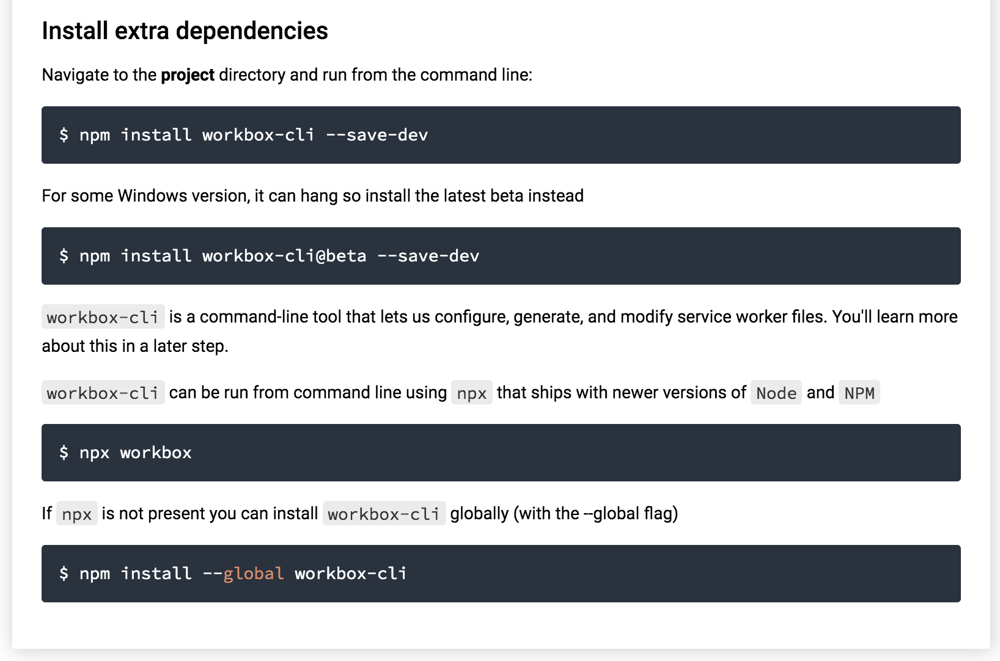 Install extra dependencies
Navigate to the project directory and run from the command line:
$ npm install workbox-cli --save-dev
For some Windows version, it can hang so install the latest beta instead
$ npm install workbox-cli@beta --save-dev
workbox-cli is a command-line tool that lets us configure, generate, and modify service worker files. You'll learn more
about this in a later step.
workbox-cli can be run from command line using npx that ships with newer versions of Node and NPM
$ npx workbox
If npx is not present you can install workbox-cli globally (with the --global flag)
$ npm install --global workbox-cli